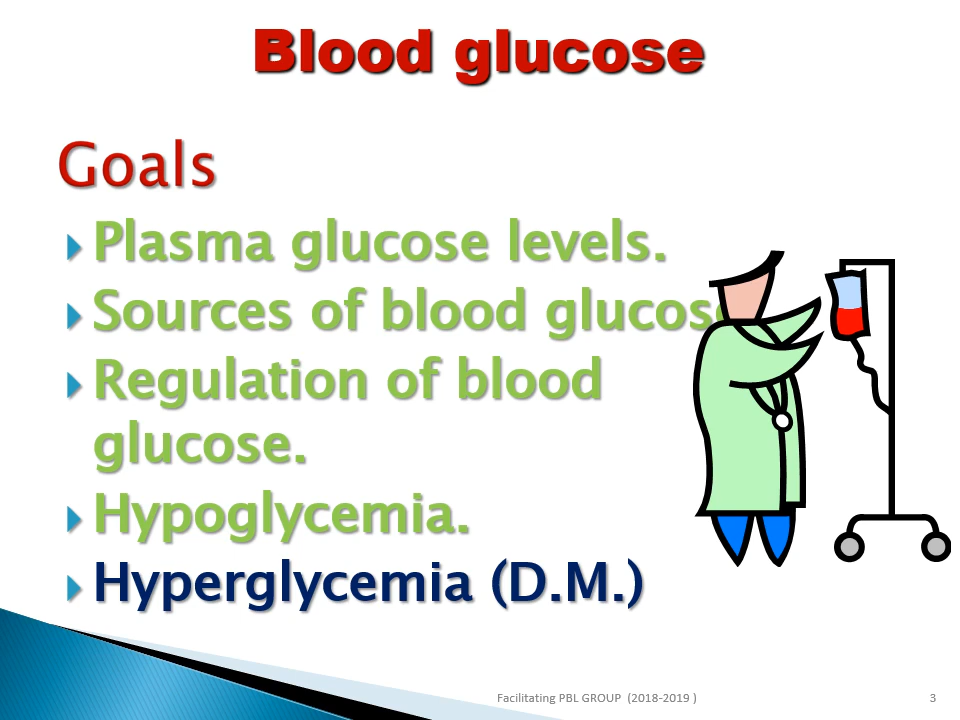 Blood glucose
Goals
Plasma glucose levels.
Sources of blood glucos
Regulation of blood
glucose.
Hypoglycemia.
Hyperglycemia (D.M.)
Facilitating PBL GROUP (2018-2019 )
3